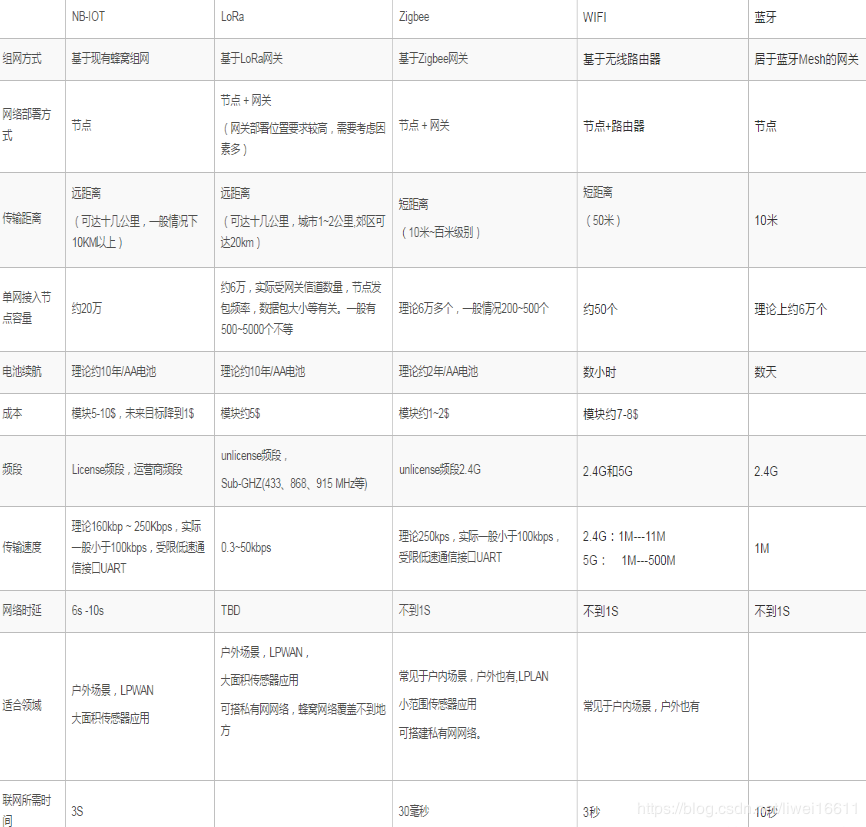 NB-IOT LoRa Zigbee WIFI 蓝牙
组网方式 基于现有蜂窝组网 基于LoRa网关 基于Zigbee网关 基于无线路由器 居于蓝牙Mesh的网关
网络部署方
式
节点
节点 + 网关
（网关部署位置要求较高，需要考虑因
素多）
节点 + 网关
节点+路由器
节点
传输距离
远距离
（可达十几公里，一般情况下
10KM以上）
远距离
（可达十几公里，城市1~2公里,郊区可
达20km）
短距离
（10米~百米级别）
短距离
（50米）
10米
单网接入节
点容量
约20万
约6万，实际受网关信道数量，节点发
包频率，数据包大小等有关。一般有
500~5000个不等
理论6万多个，一般情况200~500个
约50个
理论上约6万个
电池续航 理论约10年/AA电池 理论约10年/AA电池 理论约2年/AA电池 数小时 数天
成本 模块5-10$，未来目标降到1$ 模块约5$ 模块约1~2$ 模块约7-8$
频段
License频段，运营商频段
unlicense频段，
Sub-GHZ(433、868、915 MHz等)
unlicense频段2.4G
2.4G和5G
2.4G
传输速度
理论160kbp ~ 250Kbps，实际
一般小于100kbps，受限低速通
信接口UART
0.3~50kbps
理论250kps，实际一般小于100kbps，
受限低速通信接口UART
2.4G：1M---11M
5G： 1M---500M
1M
网络时延 6s -10s TBD 不到1S 不到1S 不到1S
适合领域
户外场景，LPWAN
大面积传感器应用
户外场景，LPWAN，
大面积传感器应用
可搭私有网网络，蜂窝网络覆盖不到地
方
常见于户内场景，户外也有,LPLAN
小范围传感器应用
可搭建私有网网络。
常见于户内场景，户外也有
联网所需时
间
3S
30毫秒
3秒
10秒
https://blog.csdn.net/liwei16611